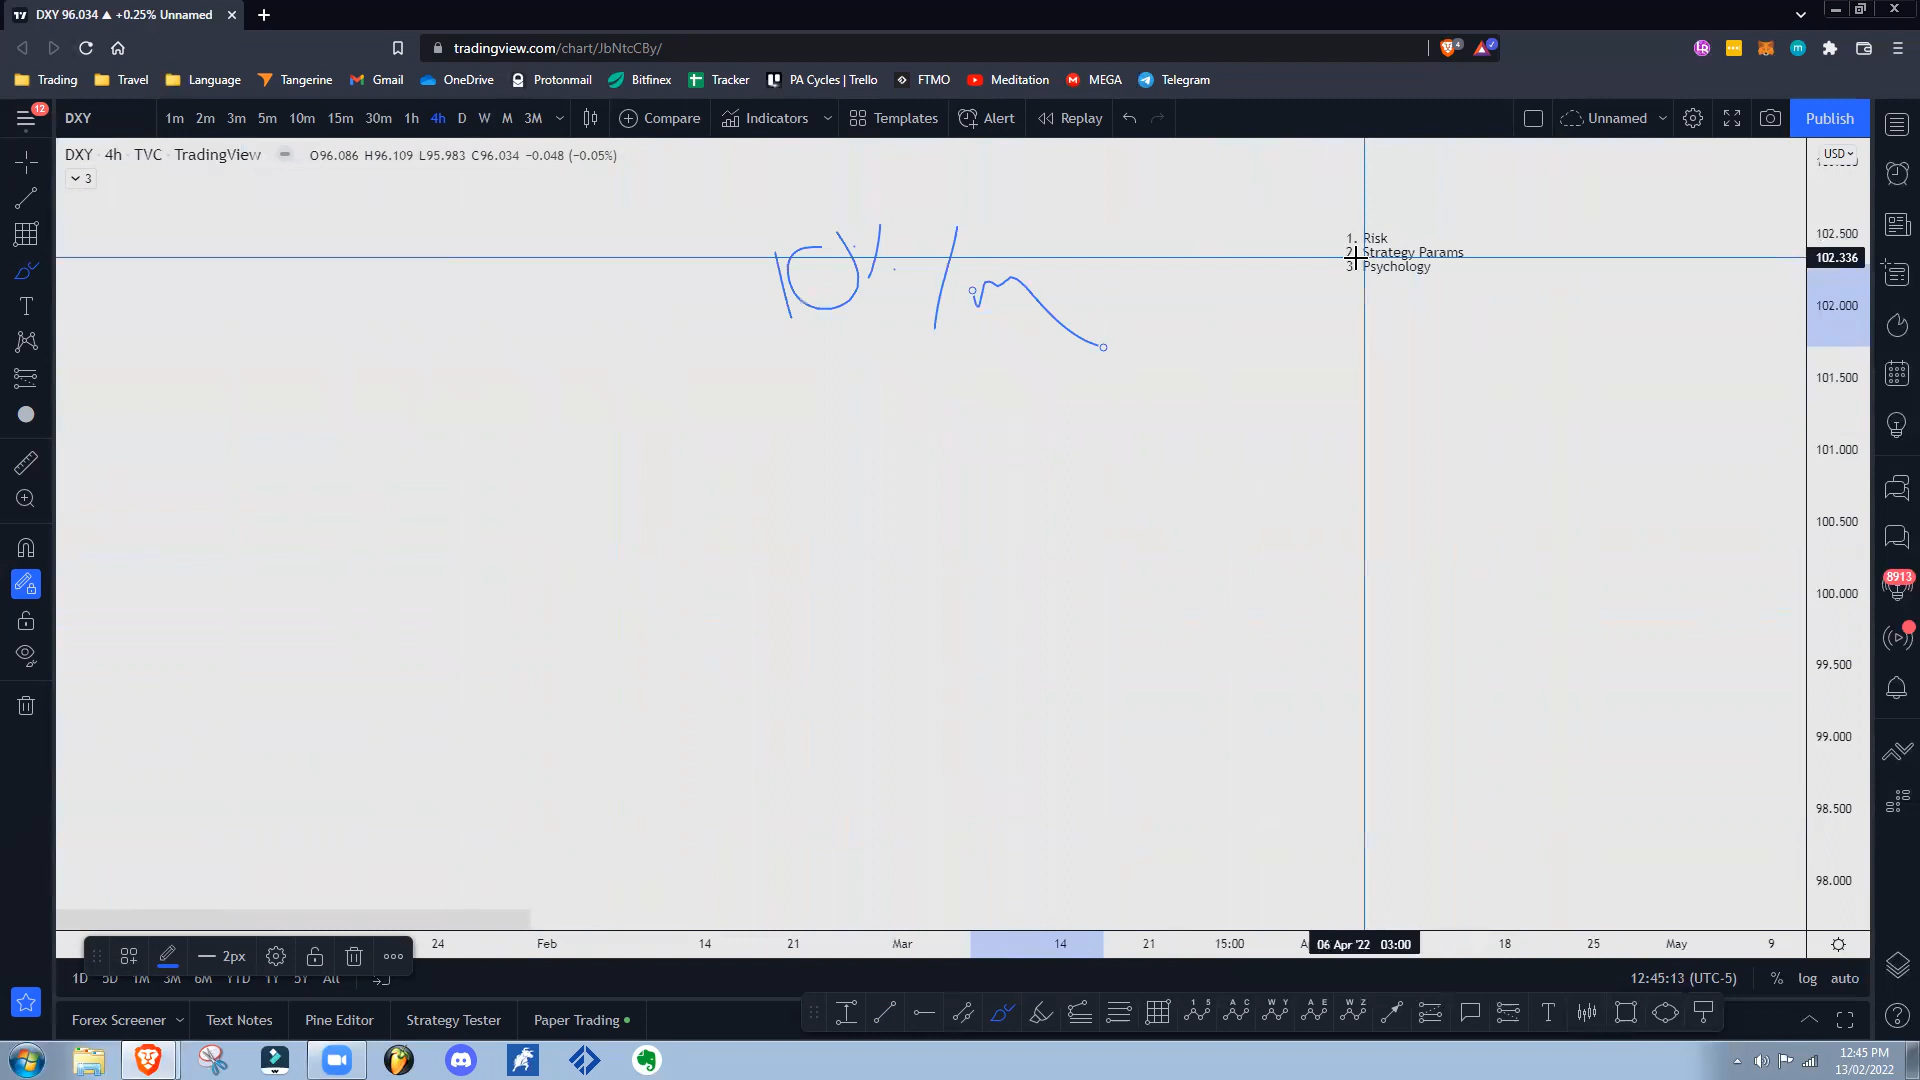 DXY 96.034 ▲ +0.25% Unnamed
tradingview.com/chart/JbNtcCBy/
4
Trading Travel Language Tangerine Gmail OneDrive Protonmail Bitfinex Tracker PA Cycles | Trello FTMO Meditation MEGA Telegram
12
DXY 1m 2m 3m 5m 10m 15m 30m 1h 4h D W M 3M Compare Indicators Templates Alert Replay Unnamed Publish
DXY · 4h · TVC · TradingView O96.086 H96.109 L95.983 C96.034 −0.048 (−0.05%)
USD
3
10% / m
1. Risk
2. Strategy Params
3. Psychology
102.500
102.336
102.000
101.500
101.000
100.500
100.000
99.500
99.000
98.500
98.000
8913
24 Feb 14 21 Mar 14 21 15:00 06 Apr '22 03:00 18 25 May 9
2px
1D 5D 1M 3M 6M YTD 1Y 5Y All
12:45:13 (UTC-5) % log auto
Forex Screener Text Notes Pine Editor Strategy Tester Paper Trading
12:45 PM
13/02/2022